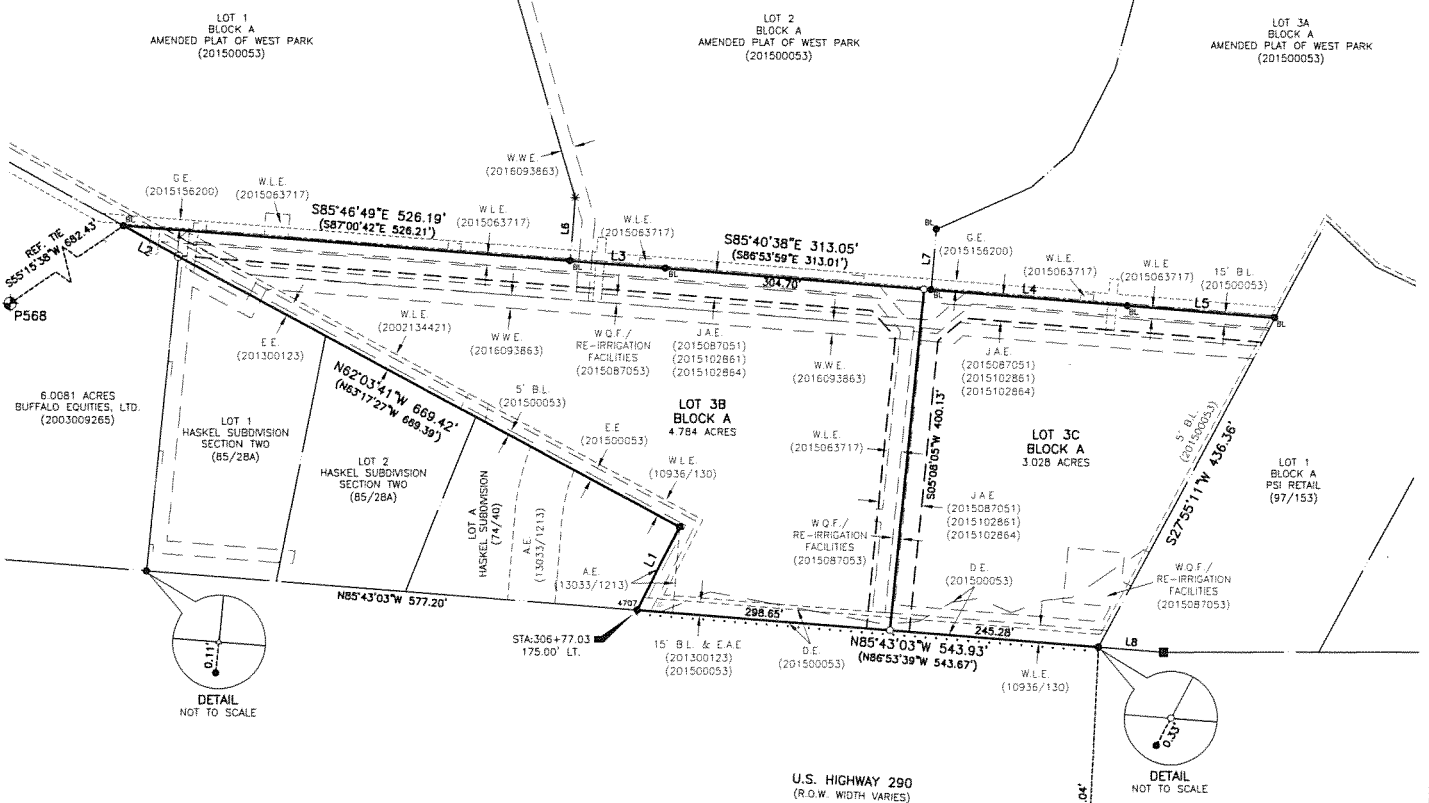 LOT 1
BLOCK A
AMENDED PLAT OF WEST PARK
(201500053)
LOT 2
BLOCK A
AMENDED PLAT OF WEST PARK
(201500053)
LOT 3A
BLOCK A
AMENDED PLAT OF WEST PARK
(201500053)
W.W.E.
(2016093863)
G.E.
(2015156200)
W.L.E.
(2015063717)
S85°46'49"E 526.19'
(S87°00'42"E 526.21')
W.L.E.
(2015063717)
L6
W.L.E.
(2015063717)
L3
S85°40'38"E 313.05'
(S86°53'59"E 313.01')
304.70'
BL
L7
G.E.
(2015156200)
W.L.E.
(2015063717)
L4
W.L.E.
(2015063717)
L5
15' B.L.
(201500053)
BL
BL
BL
BL
BL
BL
REF. TIE
S55°15'38"W 682.43'
P568
L2
E.E.
(201300123)
W.L.E.
(2002134421)
W.W.E.
(2016093863)
W.Q.F./
RE-IRRIGATION
FACILITIES
(2015087053)
J.A.E.
(2015087051)
(2015102861)
(2015102864)
W.W.E.
(2016093863)
J.A.E.
(2015087051)
(2015102861)
(2015102864)
N62°03'41"W 669.42'
(N63°17'27"W 669.39')
5' B.L.
(201500053)
E.E.
(201500053)
W.L.E.
(10936/130)
LOT 3B
BLOCK A
4.784 ACRES
W.L.E.
(2015063717)
S05°08'05"W 400.13'
LOT 3C
BLOCK A
3.028 ACRES
5' B.L.
(201500053)
S27°55'11"W 436.36'
LOT 1
BLOCK A
PSI RETAIL
(97/153)
6.0081 ACRES
BUFFALO EQUITIES, LTD.
(2003009265)
LOT 1
HASKEL SUBDIVISION
SECTION TWO
(85/28A)
LOT 2
HASKEL SUBDIVISION
SECTION TWO
(85/28A)
LOT A
HASKEL SUBDIVISION
(74/40)
A.E.
(13033/1213)
A.E.
(13033/1213)
L1
W.Q.F./
RE-IRRIGATION
FACILITIES
(2015087053)
J.A.E.
(2015087051)
(2015102861)
(2015102864)
D.E.
(201500053)
W.Q.F./
RE-IRRIGATION
FACILITIES
(2015087053)
N85°43'03"W 577.20'
4707
298.65'
245.28'
N85°43'03"W 543.93'
(N86°53'39"W 543.67')
L8
STA:306+77.03
175.00' LT.
15' B.L. & E.A.E.
(201300123)
(201500053)
D.E.
(201500053)
W.L.E.
(10936/130)
0.11'
DETAIL
NOT TO SCALE
0.33'
DETAIL
NOT TO SCALE
U.S. HIGHWAY 290
(R.O.W. WIDTH VARIES)
.04'